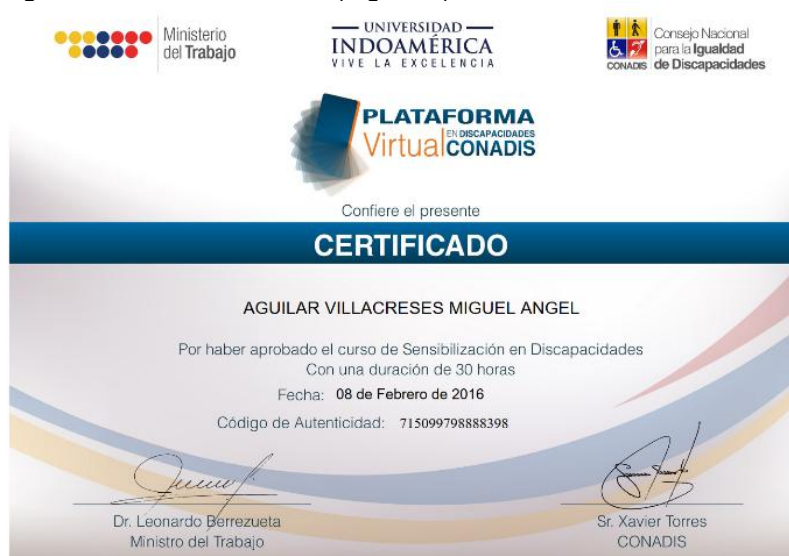 Ministerio
del Trabajo
UNIVERSIDAD
INDOAMÉRICA
VIVE LA EXCELENCIA
CONADIS
Consejo Nacional
para la Igualdad
de Discapacidades
PLATAFORMA
Virtual EN DISCAPACIDADES
CONADIS
Confiere el presente
CERTIFICADO
AGUILAR VILLACRESES MIGUEL ANGEL
Por haber aprobado el curso de Sensibilización en Discapacidades
Con una duración de 30 horas
Fecha: 08 de Febrero de 2016
Código de Autenticidad: 715099798888398
Dr. Leonardo Berrezueta
Ministro del Trabajo
Sr. Xavier Torres
CONADIS